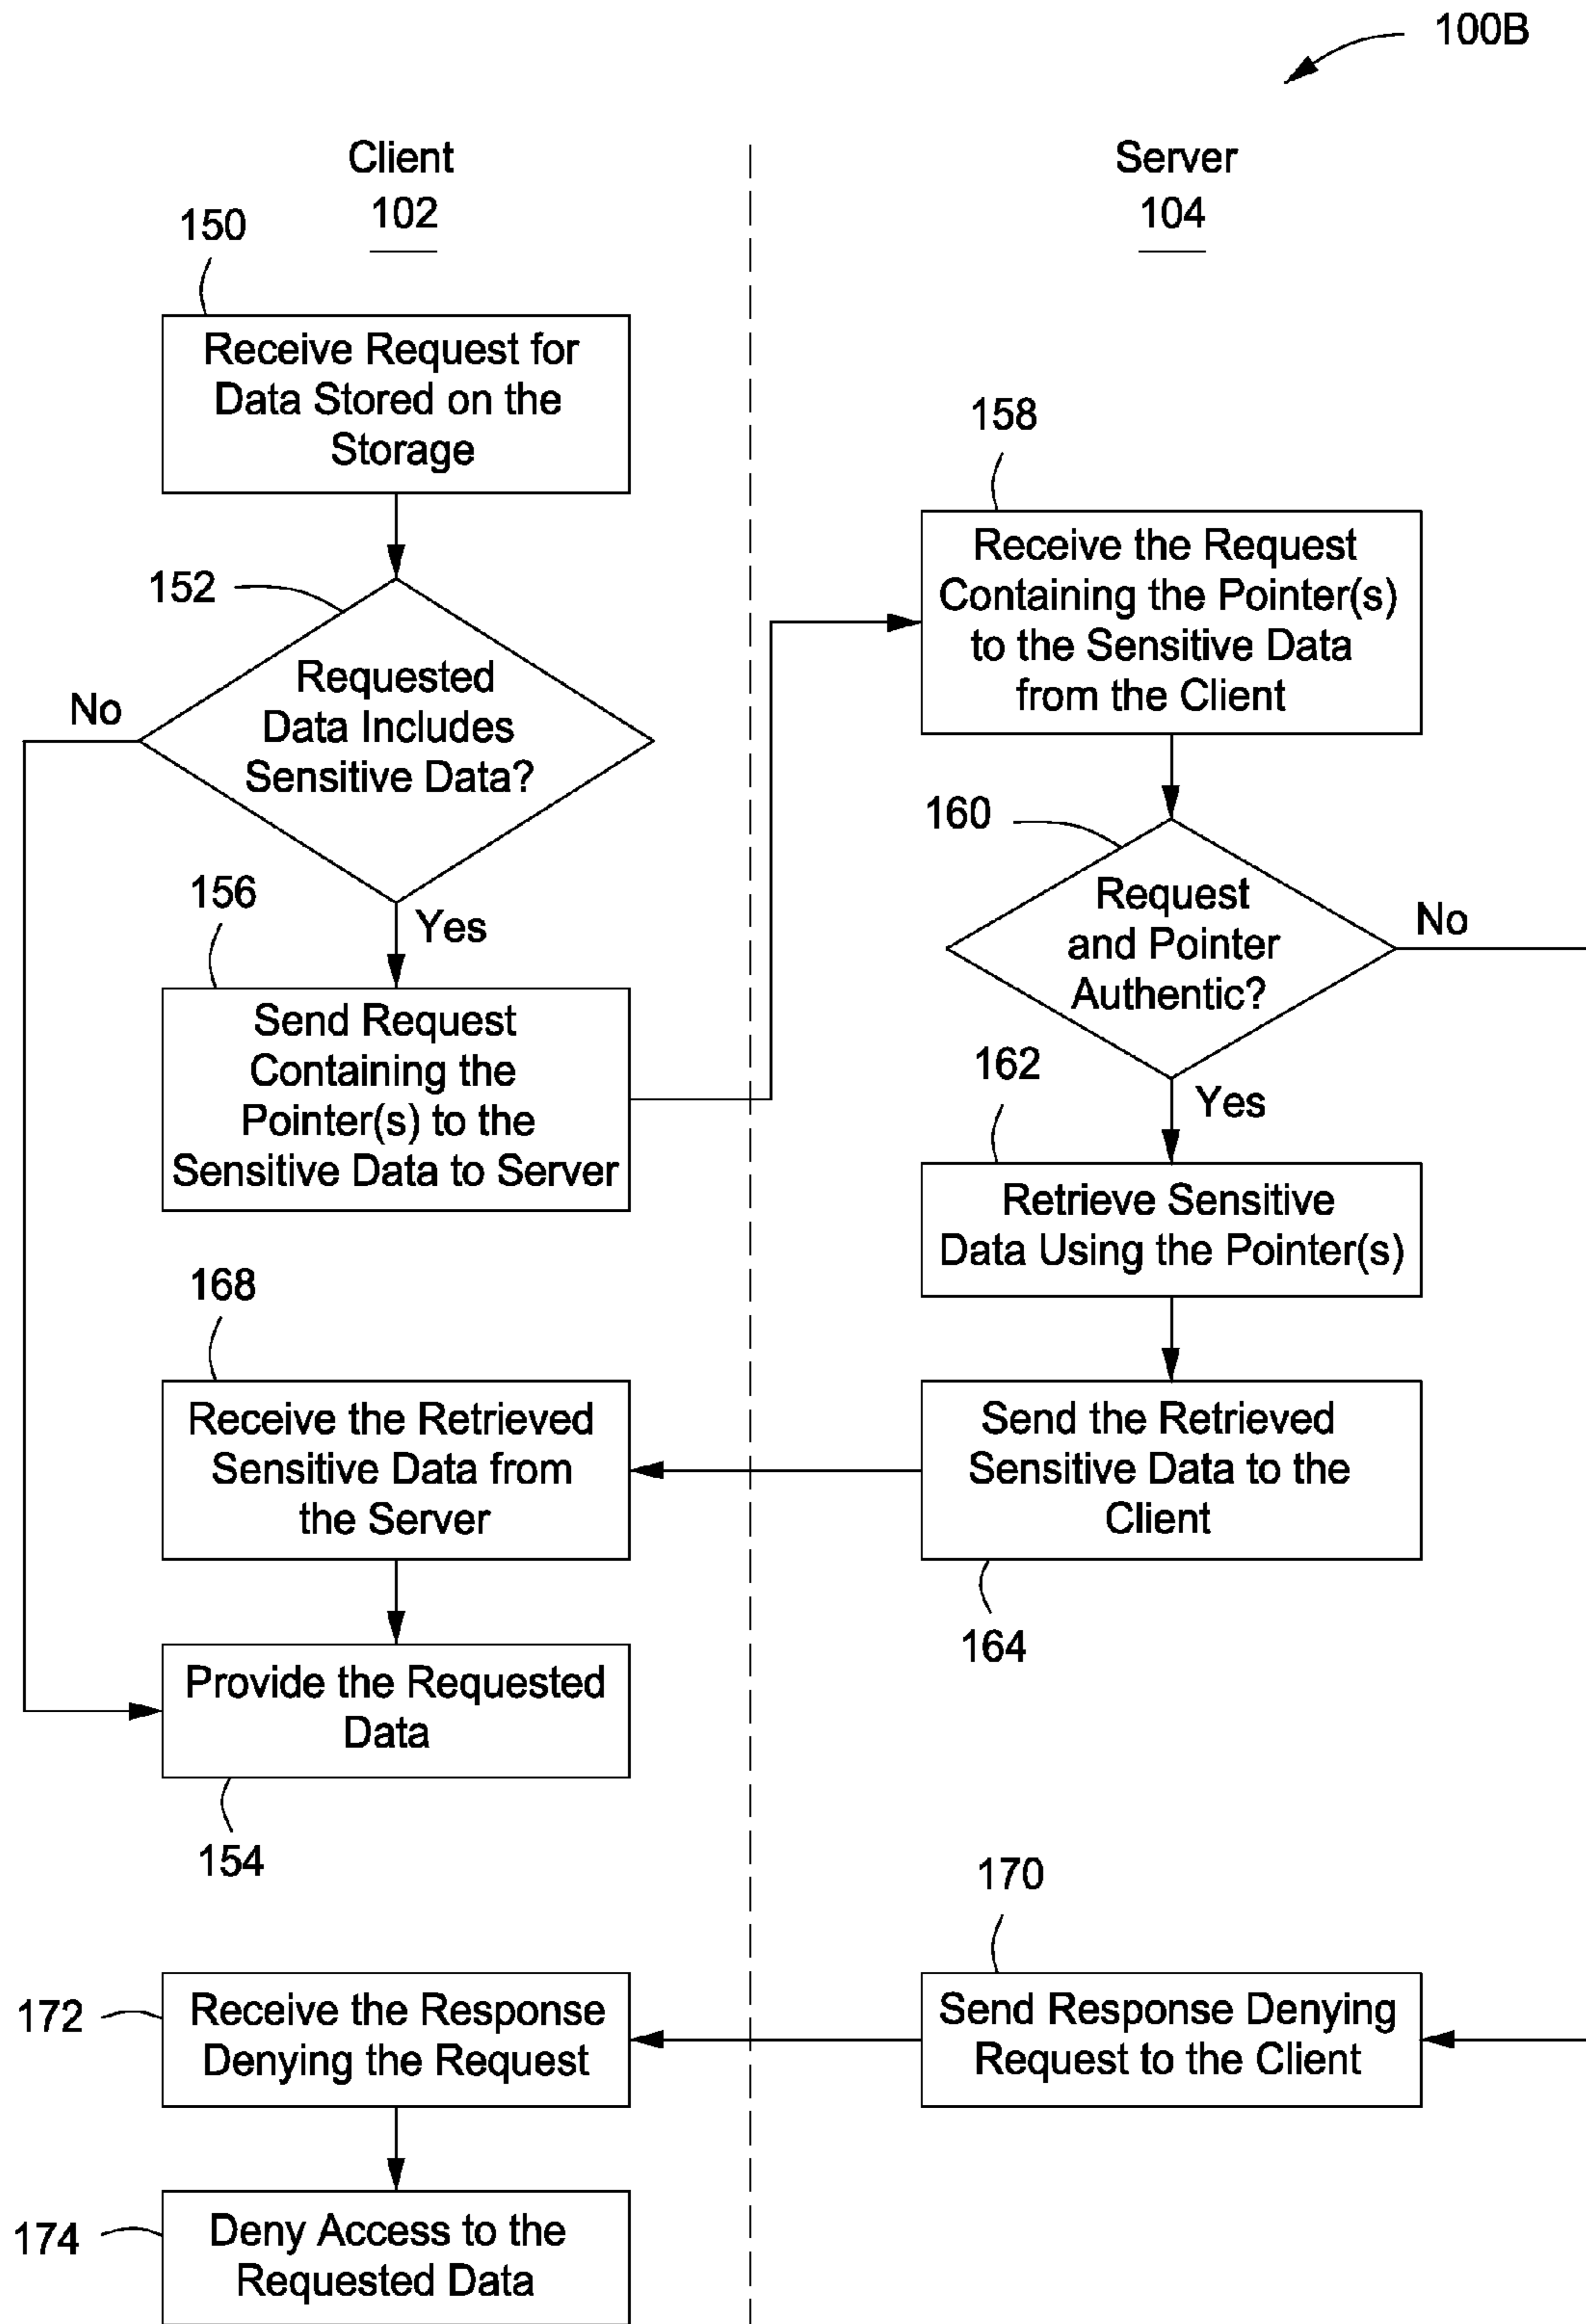 100B
Client
102
Server
104
150
Receive Request for
Data Stored on the
Storage
152
Requested
Data Includes
Sensitive Data?
No
Yes
156
Send Request
Containing the
Pointer(s) to the
Sensitive Data to Server
158
Receive the Request
Containing the Pointer(s)
to the Sensitive Data
from the Client
160
Request
and Pointer
Authentic?
No
Yes
162
Retrieve Sensitive
Data Using the Pointer(s)
Send the Retrieved
Sensitive Data to the
Client
164
168
Receive the Retrieved
Sensitive Data from
the Server
Provide the Requested
Data
154
170
Send Response Denying
Request to the Client
172
Receive the Response
Denying the Request
174
Deny Access to the
Requested Data